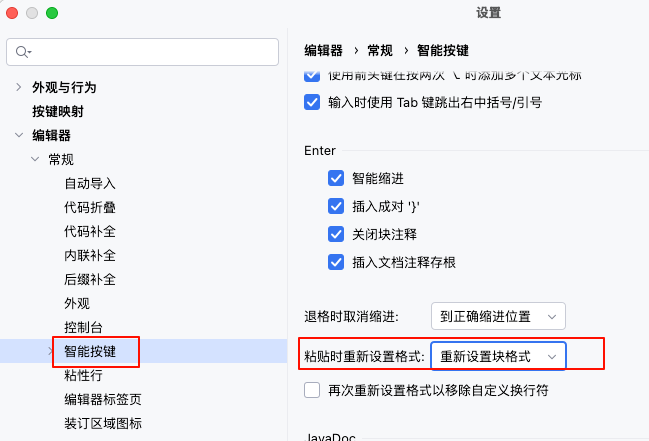 设置
外观与行为
按键映射
编辑器
常规
自动导入
代码折叠
代码补全
内联补全
后缀补全
外观
控制台
智能按键
粘性行
编辑器标签页
装订区域图标
编辑器 › 常规 › 智能按键
使用箭头键在按两次 '\' 时添加多个文本光标
输入时使用 Tab 键跳出右中括号/引号
Enter
智能缩进
插入成对 '}'
关闭块注释
插入文档注释存根
退格时取消缩进: 到正确缩进位置
粘贴时重新设置格式: 重新设置块格式
再次重新设置格式以移除自定义换行符
JavaDoc